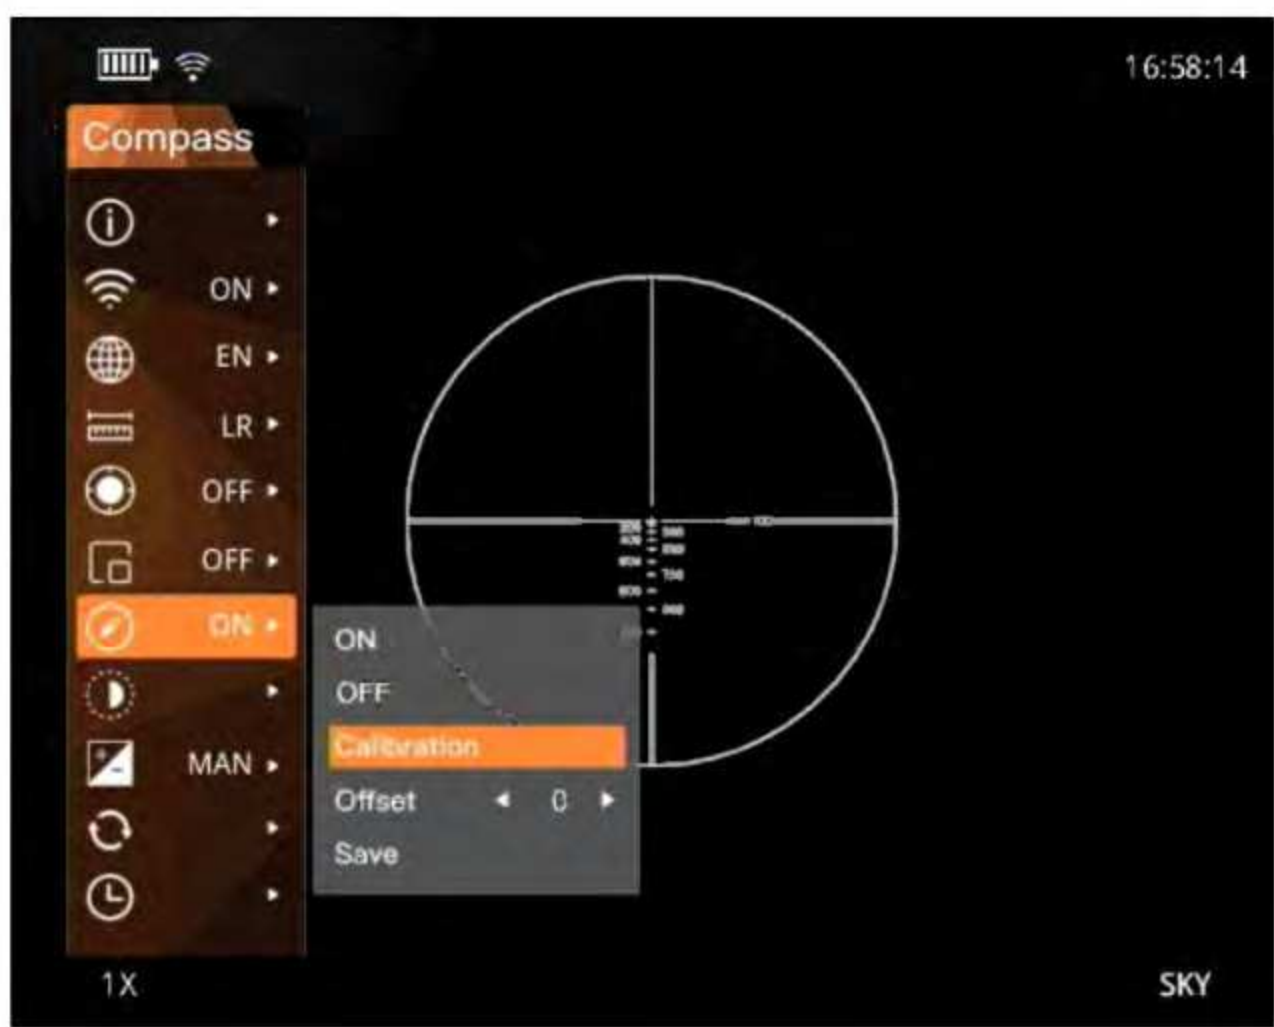 16:58:14
Compass
ON
EN
LR
OFF
OFF
ON
MAN
ON
OFF
Calibration
Offset 0
Save
700
1X
SKY